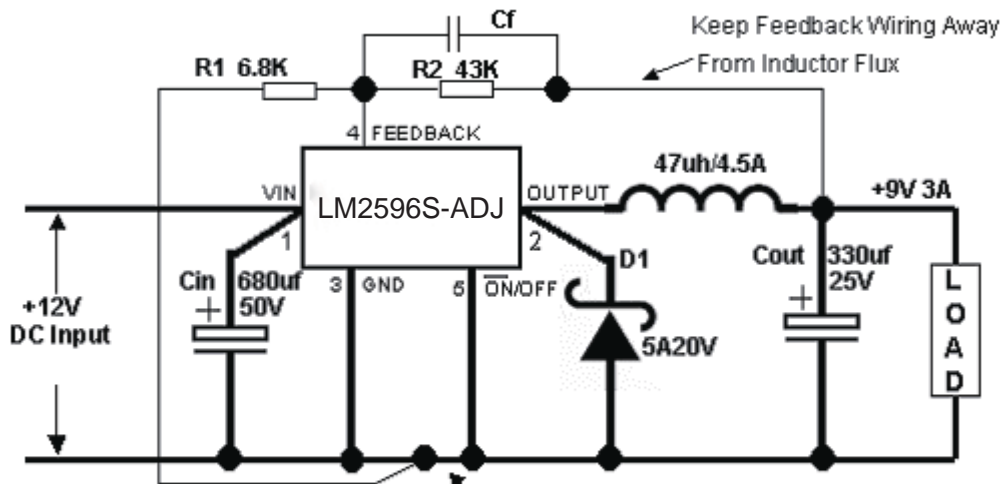 Cf
Keep Feedback Wiring Away
From Inductor Flux
R1 6.8K
R2 43K
4 FEEDBACK
47uh/4.5A
VIN
LM2596S-ADJ
OUTPUT
+9V 3A
1
2
D1
Cin
680uf
50V
3 GND
5 ON/OFF
Cout
330uf
25V
+
+
+12V
DC Input
5A20V
LOAD